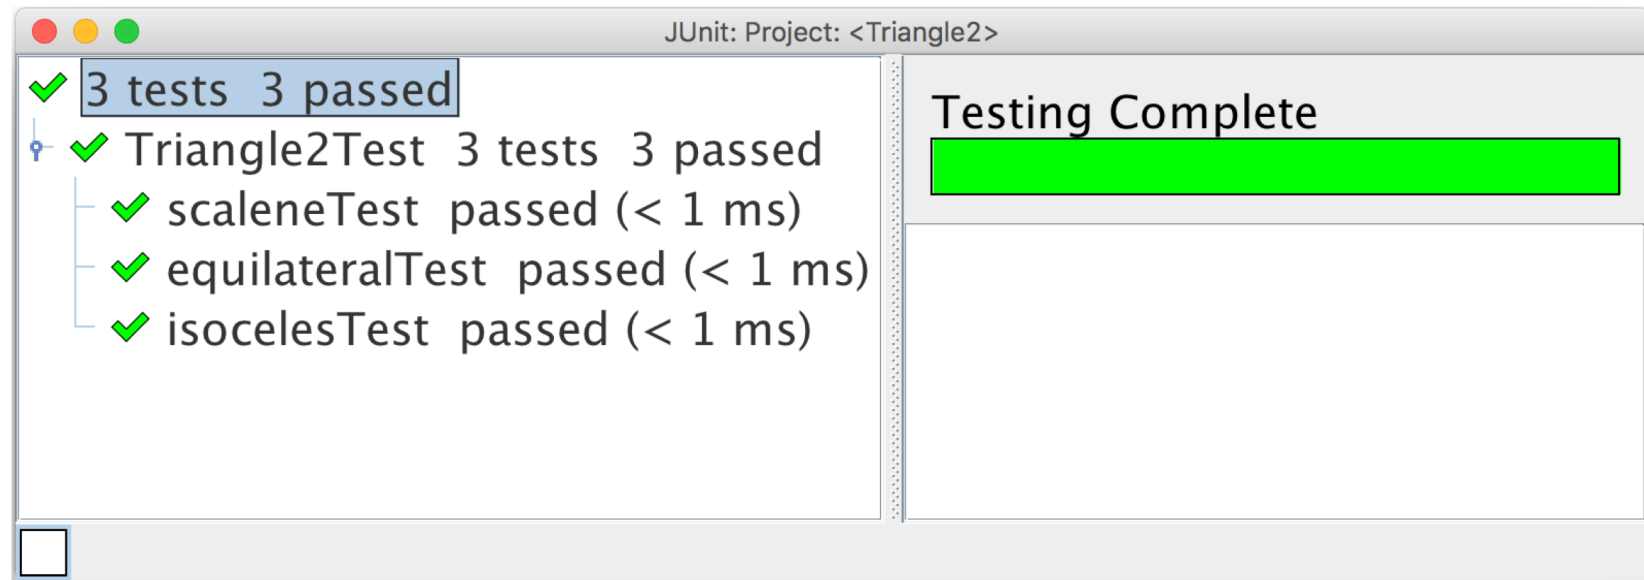 JUnit: Project: <Triangle2>
3 tests  3 passed
Triangle2Test  3 tests  3 passed
scaleneTest  passed (< 1 ms)
equilateralTest  passed (< 1 ms)
isocelesTest  passed (< 1 ms)
Testing Complete